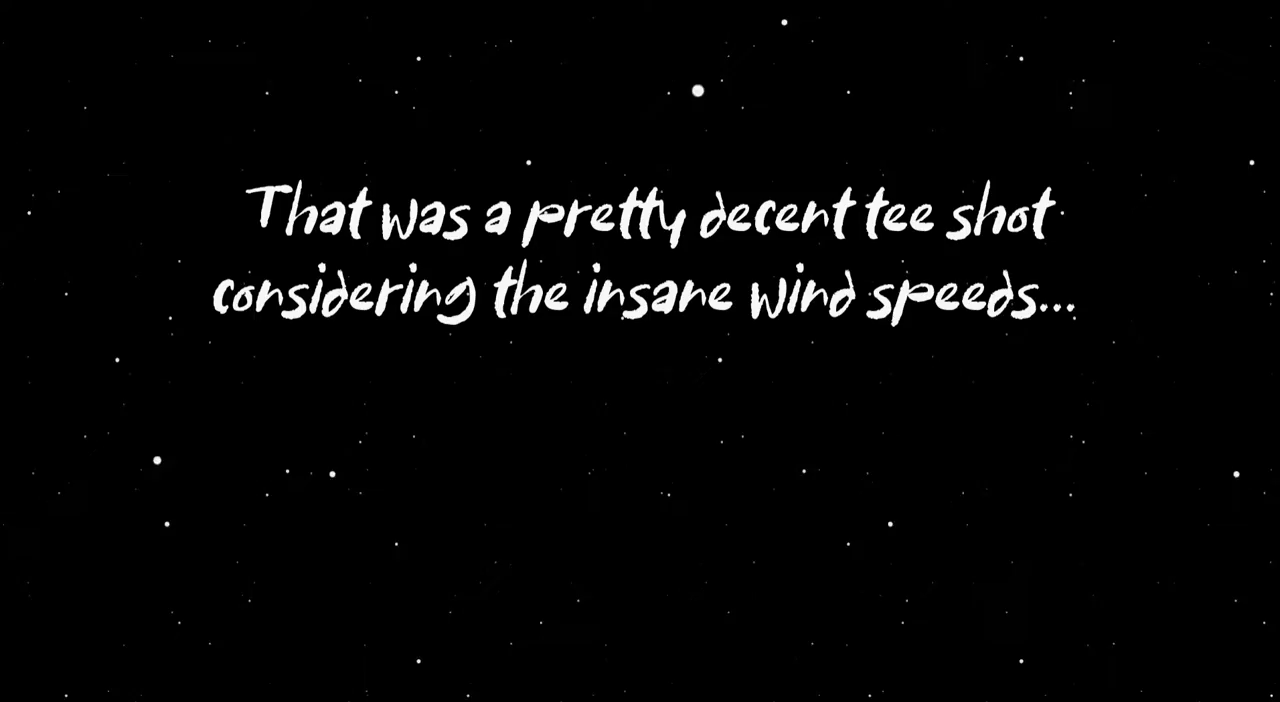 That was a pretty decent tee shot
considering the insane wind speeds...